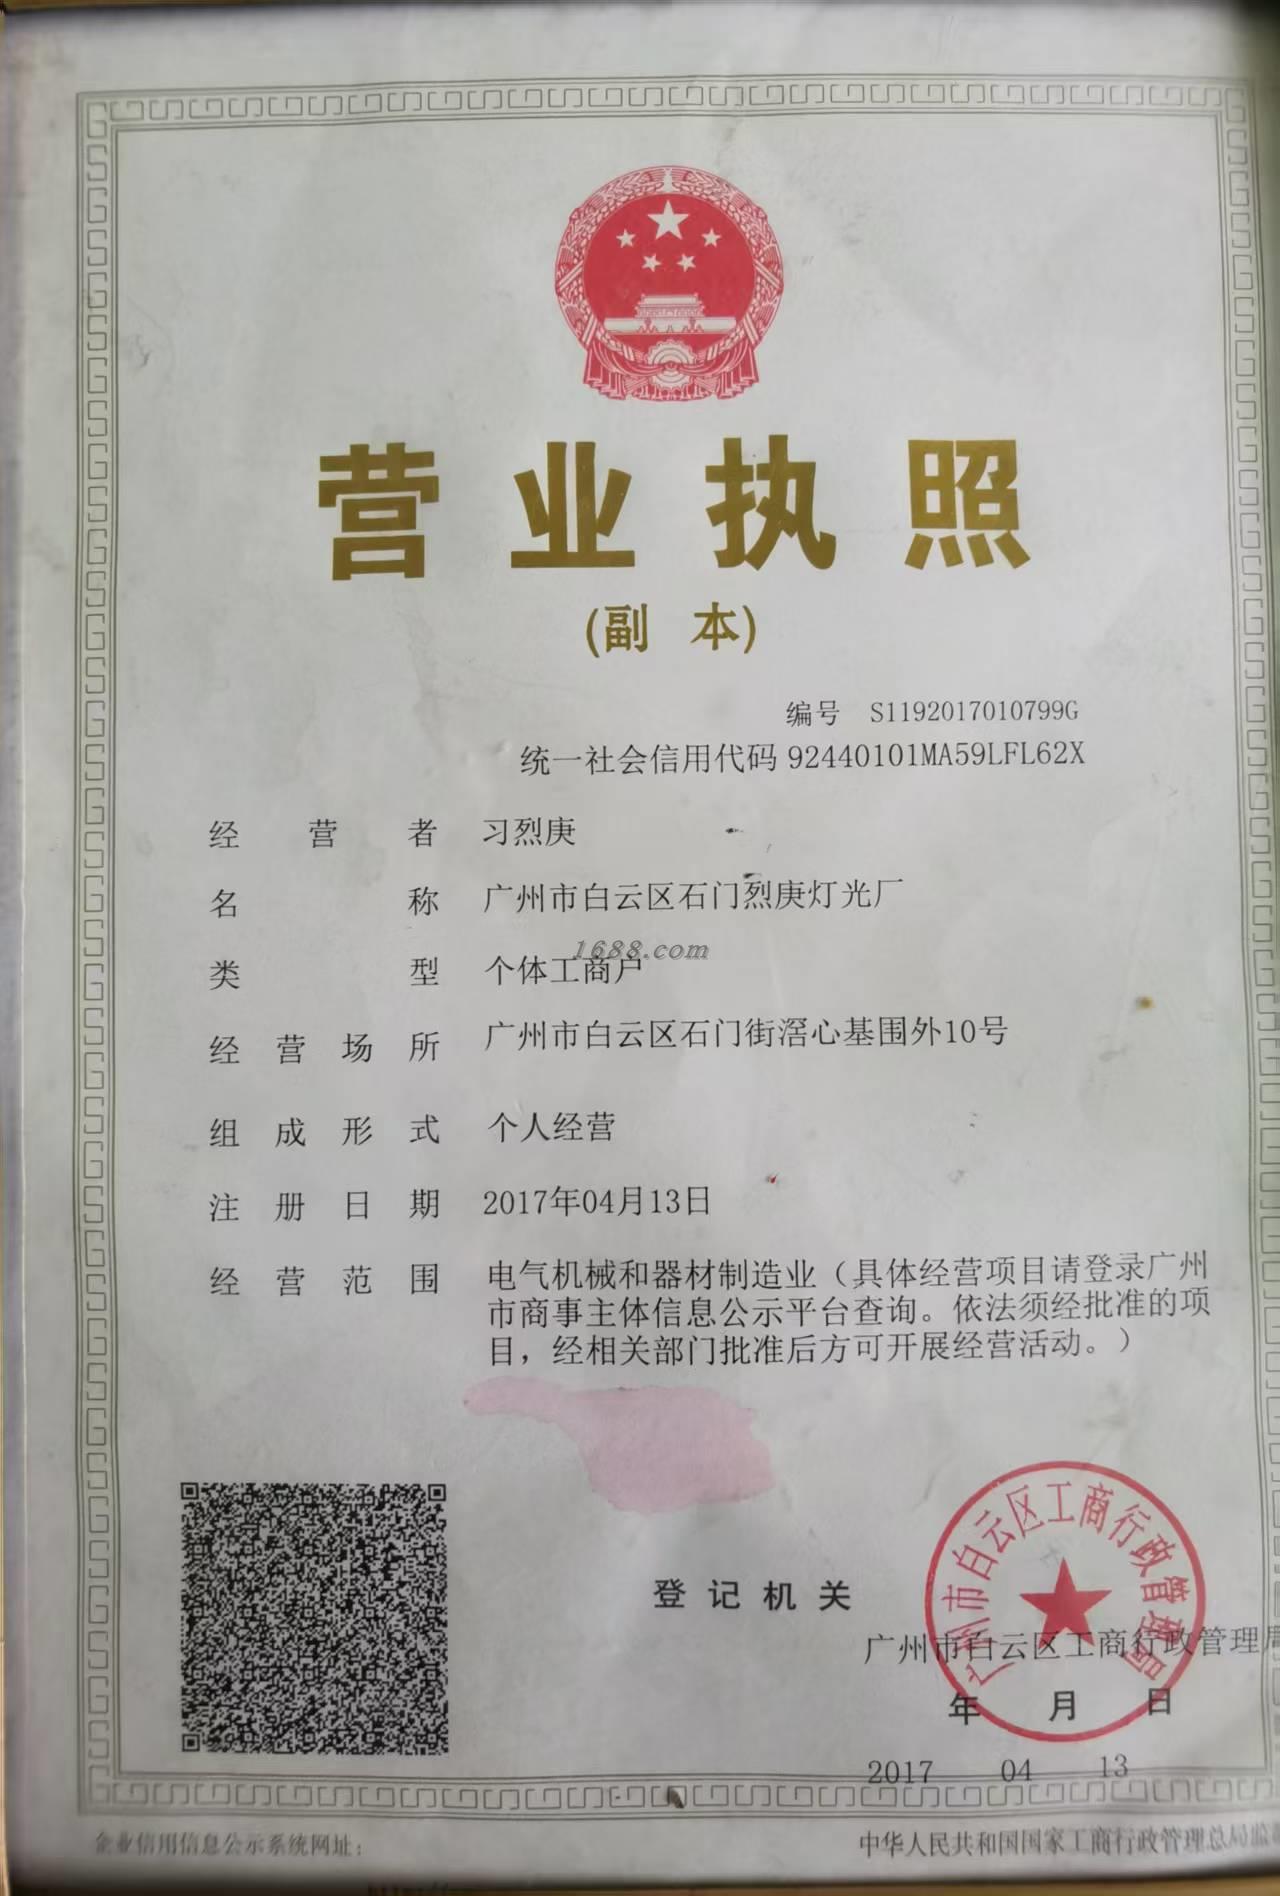 营业执照
(副 本)
编号 S1192017010799G
统一社会信用代码 92440101MA59LFL62X
经营者 习烈庚
名称 广州市白云区石门烈庚灯光厂
1688.com
类型 个体工商户
经营场所 广州市白云区石门街滘心基围外10号
组成形式 个人经营
注册日期 2017年04月13日
经营范围 电气机械和器材制造业（具体经营项目请登录广州
市商事主体信息公示平台查询。依法须经批准的项
目，经相关部门批准后方可开展经营活动。）
广州市白云区工商行政管理局
登记机关
广州市白云区工商行政管理局
年 月 日
2017 04 13
企业信用信息公示系统网址：
中华人民共和国国家工商行政管理总局监